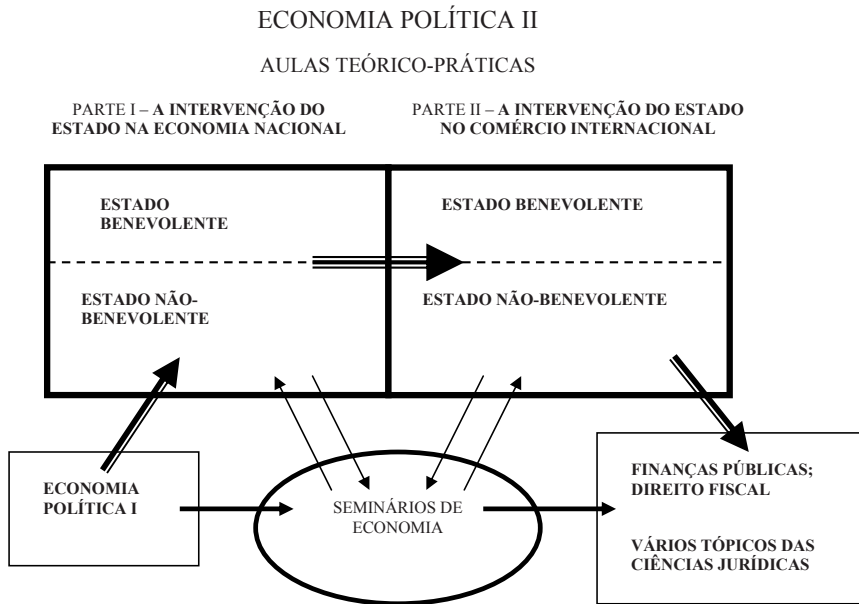 ECONOMIA POLÍTICA II
AULAS TEÓRICO-PRÁTICAS
PARTE I – A INTERVENÇÃO DO
ESTADO NA ECONOMIA NACIONAL
PARTE II – A INTERVENÇÃO DO ESTADO
NO COMÉRCIO INTERNACIONAL
ESTADO
BENEVOLENTE
ESTADO BENEVOLENTE
ESTADO NÃO-
BENEVOLENTE
ESTADO NÃO-BENEVOLENTE
ECONOMIA
POLÍTICA I
SEMINÁRIOS DE
ECONOMIA
FINANÇAS PÚBLICAS;
DIREITO FISCAL
VÁRIOS TÓPICOS DAS
CIÊNCIAS JURÍDICAS